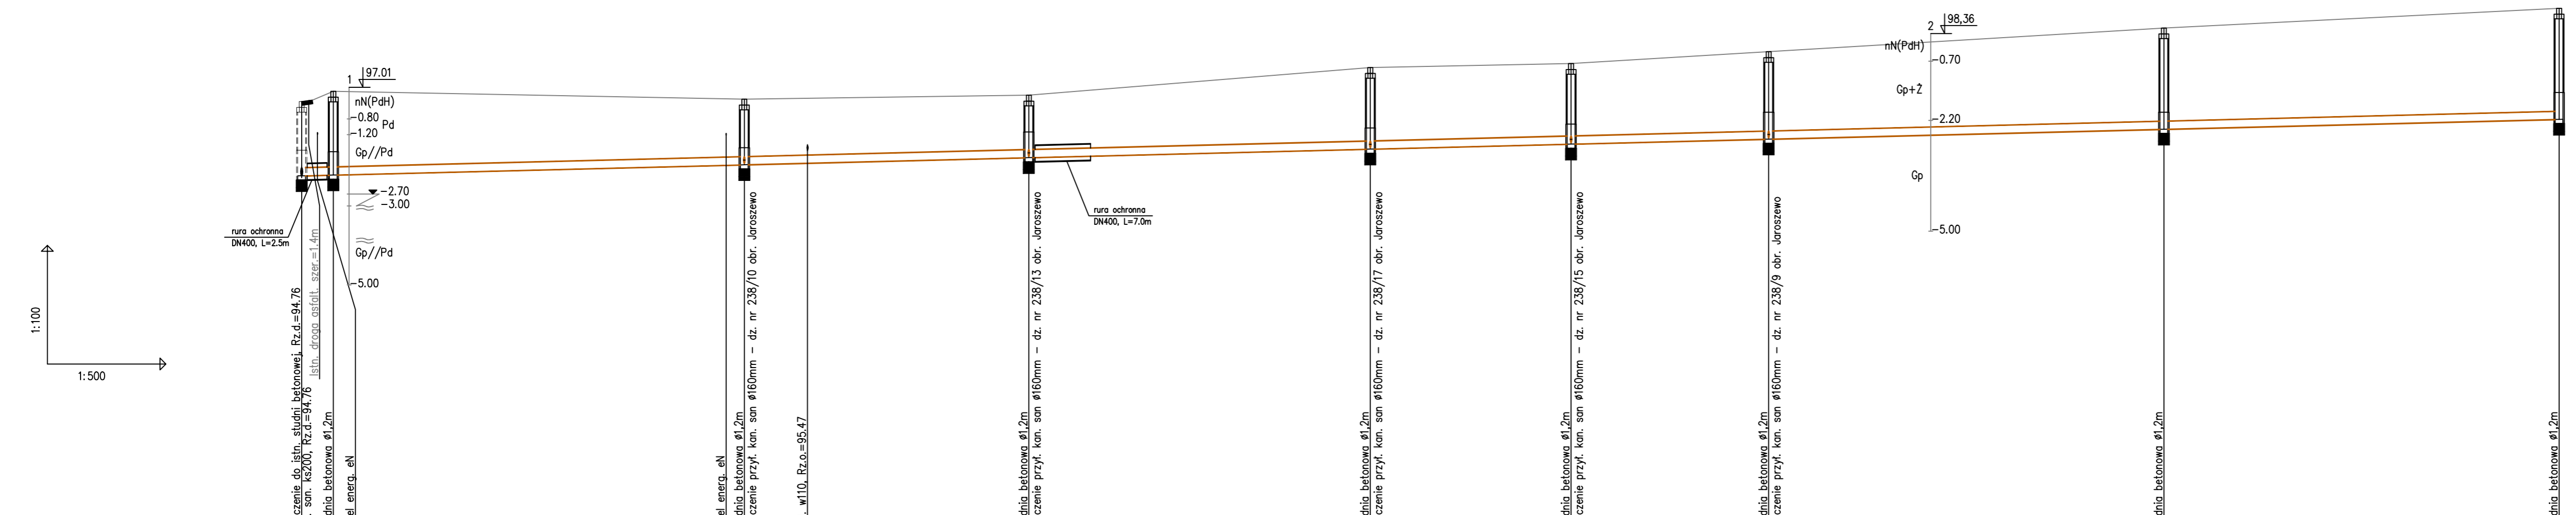 1
97.01
nN(PdH)
-0.80
Pd
-1.20
Gp//Pd
-2.70
-3.00
Gp//Pd
-5.00
rura ochronna
DN400, L=2.5m
1:100
1:500
czenie do istn. studni betonowej, Rz.d.=94.76
. san. ks200, Rz.d.=94.76
Istn. droga asfalt. szer.=1.4m
dnia betonowa ø1,2m
el energ. eN
el energ. eN
dnia betonowa ø1,2m
czenie przył. kan. san ø160mm - dz. nr 238/10 obr. Jaroszewo
. w110, Rz.o.=95.47
dnia betonowa ø1,2m
czenie przył. kan. san ø160mm - dz. nr 238/13 obr. Jaroszewo
rura ochronna
DN400, L=7.0m
dnia betonowa ø1,2m
czenie przył. kan. san ø160mm - dz. nr 238/17 obr. Jaroszewo
dnia betonowa ø1,2m
czenie przył. kan. san ø160mm - dz. nr 238/15 obr. Jaroszewo
dnia betonowa ø1,2m
czenie przył. kan. san ø160mm - dz. nr 238/9 obr. Jaroszewo
2
98,36
nN(PdH)
-0.70
Gp+Ż
-2.20
Gp
-5.00
dnia betonowa ø1,2m
dnia betonowa ø1,2m